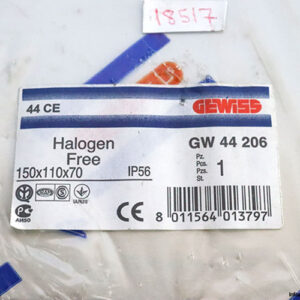 18517
44 CE
GEWISS
Halogen
Free
GW 44 206
150x110x70
IP56
Pz.
Pcs.
Pzs.
St.
1
CE
8 011564 013797